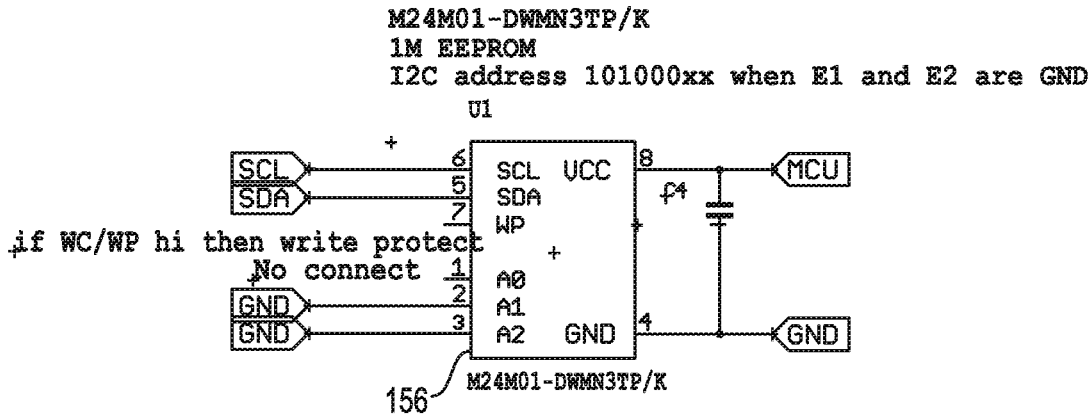 M24M01-DWMN3TP/K
1M EEPROM
I2C address 101000xx when E1 and E2 are GND
U1
SCL 6 SCL VCC 8 MCU
SDA 5 SDA
7 WP
if WC/WP hi then write protect
No connect 1 A0
GND 2 A1
GND 3 A2 GND 4 GND
M24M01-DWMN3TP/K
156